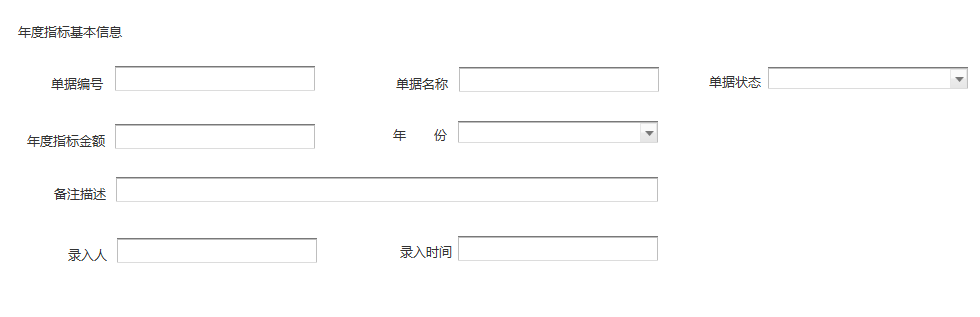 年度指标基本信息
单据编号 单据名称 单据状态
年度指标金额 年 份
备注描述
录入人 录入时间